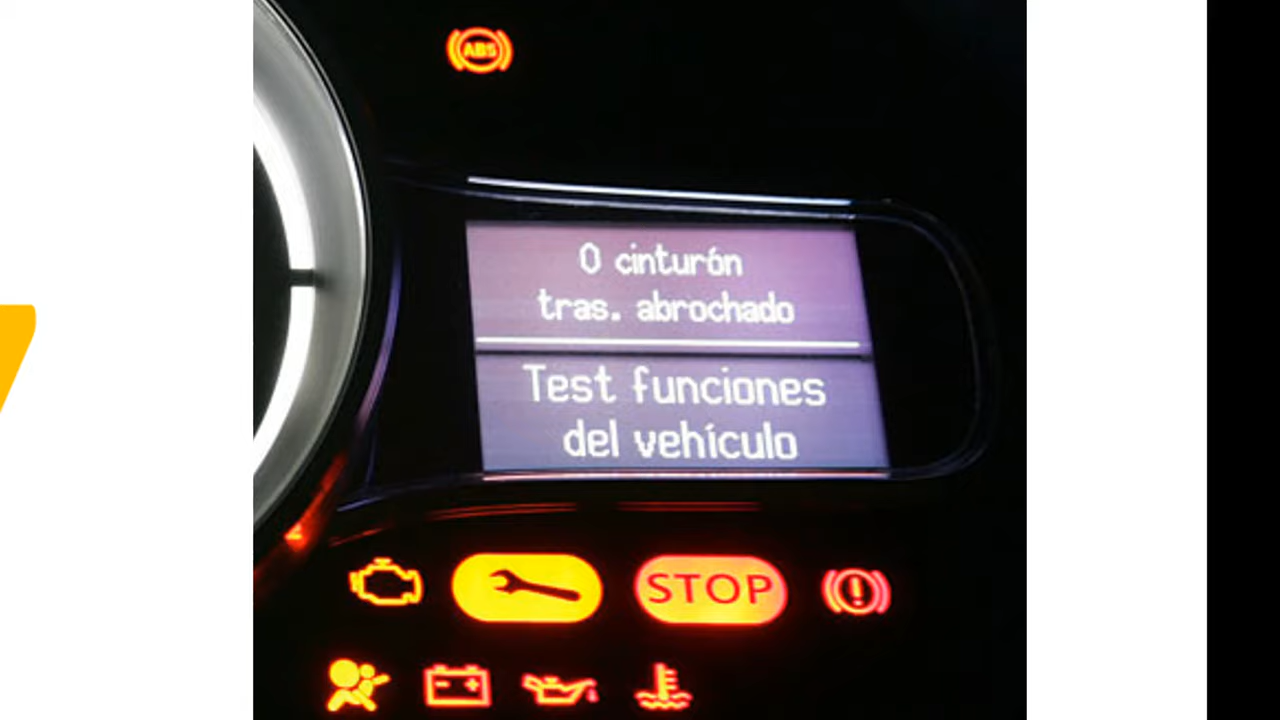 ABS
0 cinturón
tras. abrochado
Test funciones
del vehículo
STOP